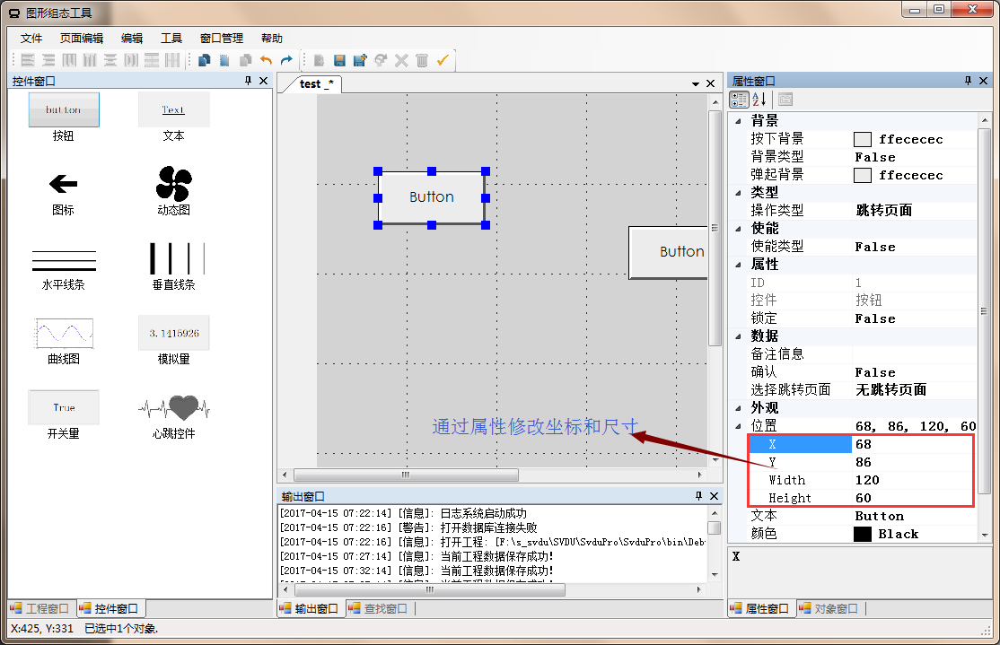 图形组态工具
文件 页面编辑 编辑 工具 窗口管理 帮助
控件窗口
button
按钮
Text
文本
图标
动态图
水平线条
垂直线条
曲线图
3.1415926
模拟量
True
开关量
心跳控件
工程窗口 控件窗口
test _*
Button
Button
通过属性修改坐标和尺寸
输出窗口
[2017-04-15 07:22:14] [信息]: 日志系统启动成功
[2017-04-15 07:22:16] [警告]: 打开数据库连接失败
[2017-04-15 07:22:16] [信息]: 打开工程: [F:\s_svdu\SVDU\SvduPro\SvduPro\bin\Deb
[2017-04-15 07:27:14] [信息]: 当前工程数据保存成功!
[2017-04-15 07:32:14] [信息]: 当前工程数据保存成功!
输出窗口 查找窗口
属性窗口
背景
按下背景 ffececec
背景类型 False
弹起背景 ffececec
类型
操作类型 跳转页面
使能
使能类型 False
属性
ID 1
控件 按钮
锁定 False
数据
备注信息
确认 False
选择跳转页面 无跳转页面
外观
位置 68, 86, 120, 60
X 68
Y 86
Width 120
Height 60
文本 Button
颜色 Black
X
属性窗口 对象窗口
X:425, Y:331 已选中1个对象.